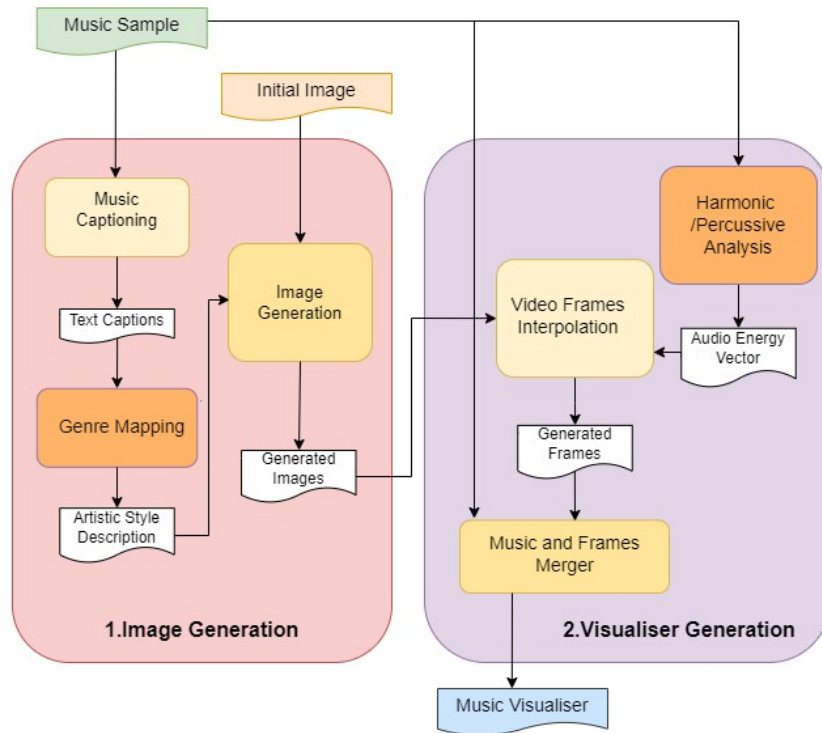 Music Sample
Initial Image
Music
Captioning
Text Captions
Genre Mapping
Artistic Style
Description
Image
Generation
Generated
Images
1.Image Generation
Harmonic
/Percussive
Analysis
Video Frames
Interpolation
Audio Energy
Vector
Generated
Frames
Music and Frames
Merger
2.Visualiser Generation
Music Visualiser